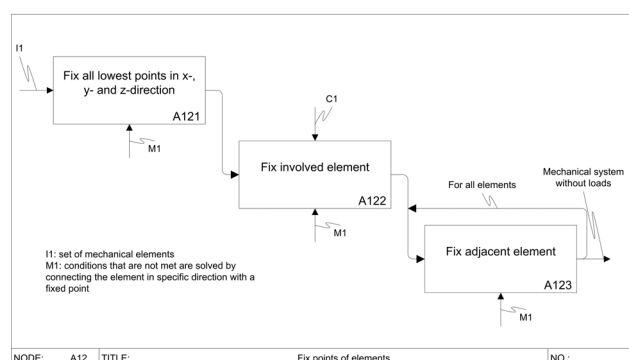 I1
Fix all lowest points in x-,
y- and z-direction
A121
M1
C1
Fix involved element
A122
M1
For all elements
Mechanical system
without loads
Fix adjacent element
A123
M1
I1: set of mechanical elements
M1: conditions that are not met are solved by
connecting the element in specific direction with a
fixed point
NODE: A12 TITLE: Fix points of elements NO.: